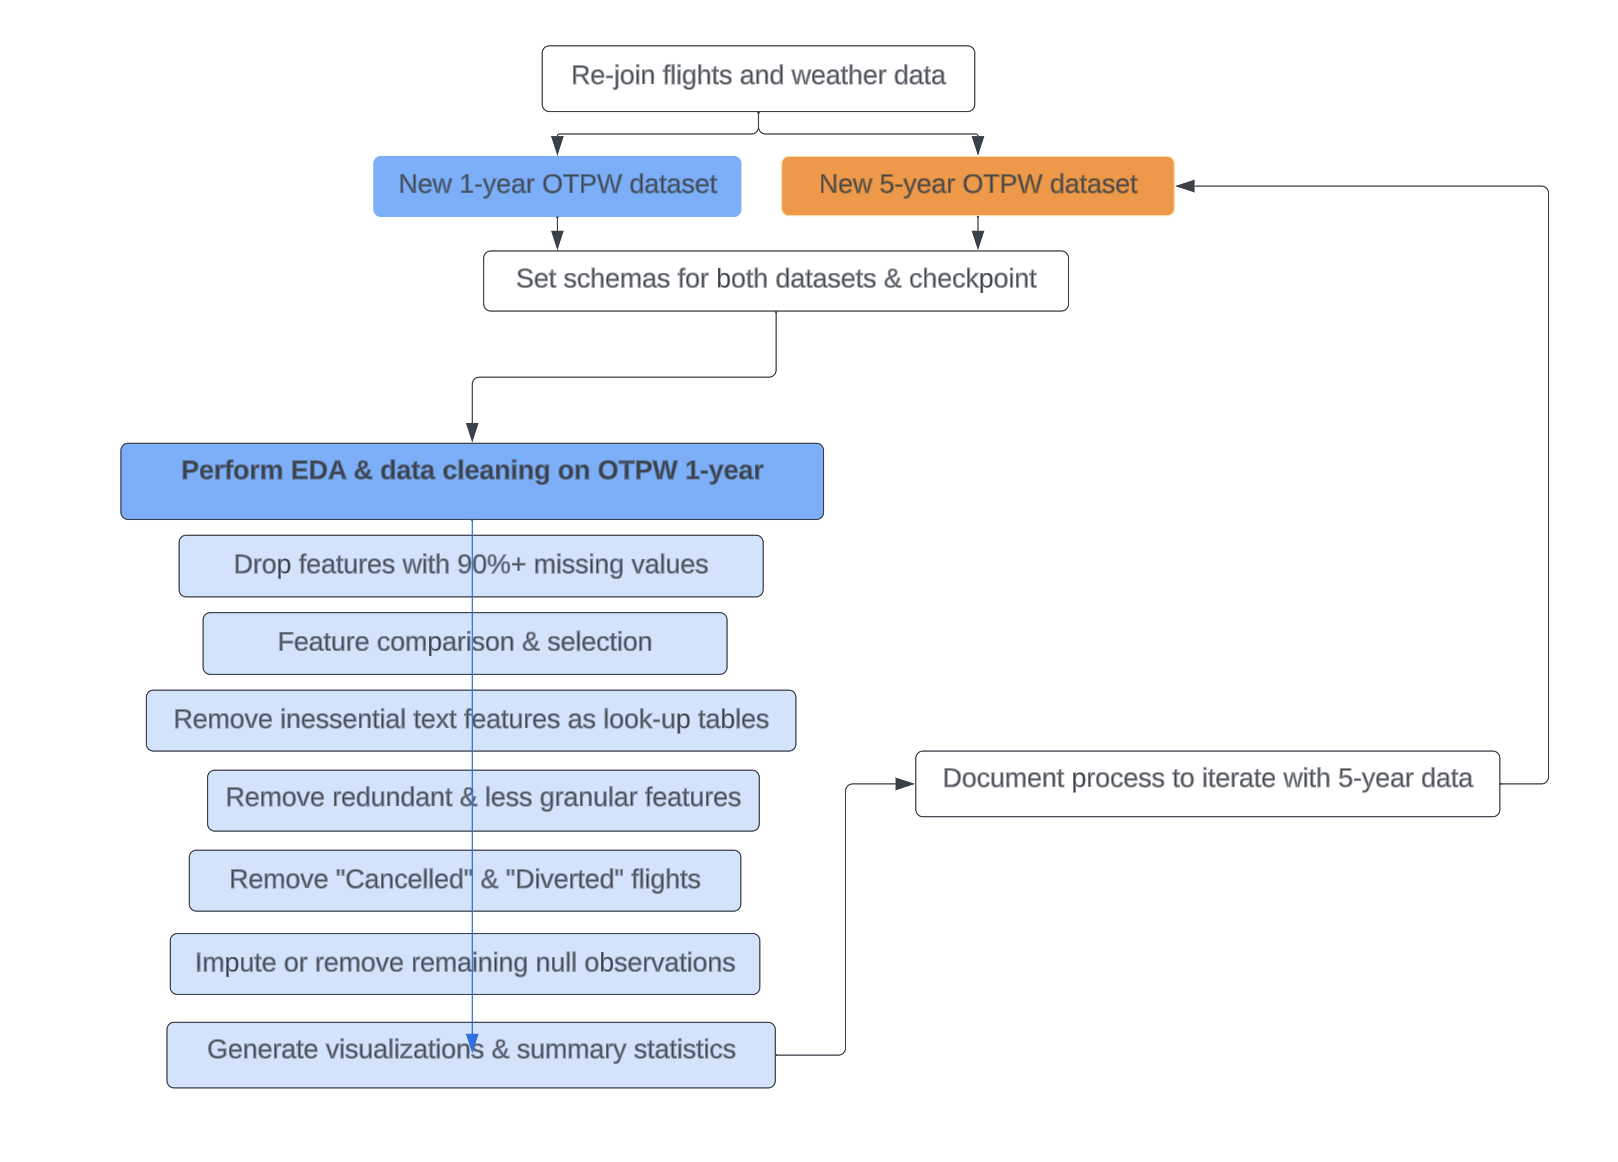 Re-join flights and weather data
New 1-year OTPW dataset
New 5-year OTPW dataset
Set schemas for both datasets & checkpoint
Perform EDA & data cleaning on OTPW 1-year
Drop features with 90%+ missing values
Feature comparison & selection
Remove inessential text features as look-up tables
Remove redundant & less granular features
Remove "Cancelled" & "Diverted" flights
Impute or remove remaining null observations
Generate visualizations & summary statistics
Document process to iterate with 5-year data